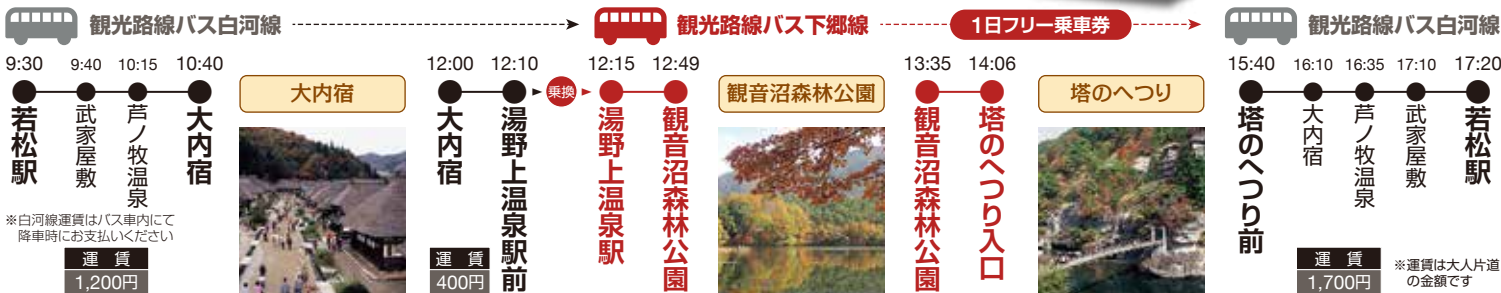 観光路線バス白河線
観光路線バス下郷線
1日フリー乗車券
観光路線バス白河線
9:30 9:40 10:15 10:40
若松駅
武家屋敷
芦ノ牧温泉
大内宿
※白河線運賃はバス車内にて
降車時にお支払いください
運賃
1,200円
大内宿
12:00 12:10
大内宿
湯野上温泉駅前
運賃
400円
乗換
12:15 12:49
湯野上温泉駅
観音沼森林公園
観音沼森林公園
13:35 14:06
観音沼森林公園
塔のへつり入口
塔のへつり
15:40 16:10 16:35 17:10 17:20
塔のへつり前
大内宿
芦ノ牧温泉
武家屋敷
若松駅
運賃
1,700円
※運賃は大人片道
の金額です